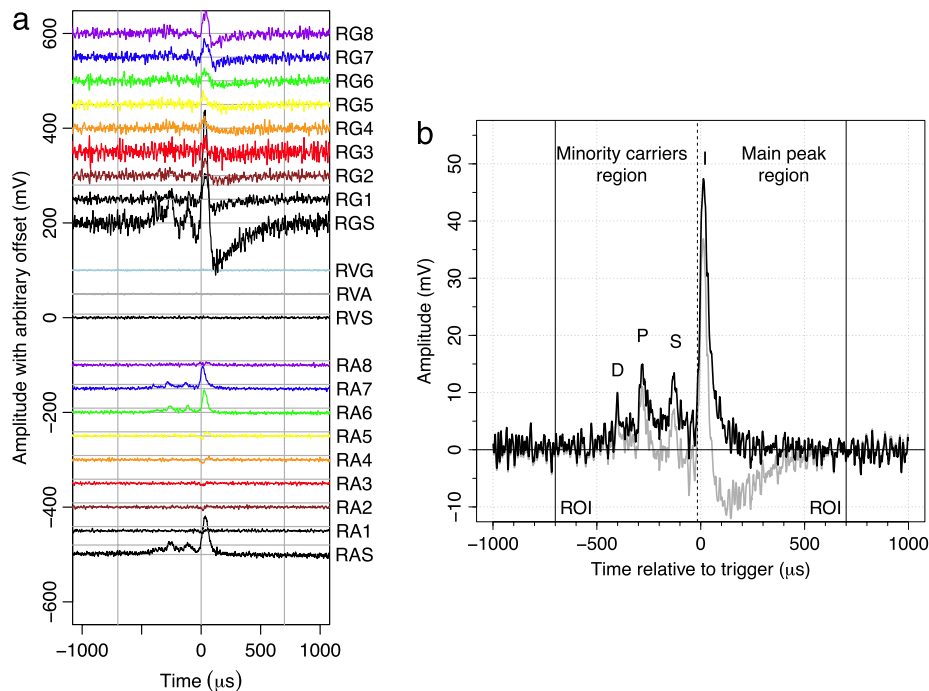 a
600
400
200
0
−200
−400
−600
Amplitude with arbitrary offset (mV)
RG8
RG7
RG6
RG5
RG4
RG3
RG2
RG1
RGS
RVG
RVA
RVS
RA8
RA7
RA6
RA5
RA4
RA3
RA2
RA1
RAS
−1000
0
500
1000
Time (μs)
b
Minority carriers
region
I
Main peak
region
D
P
S
50
40
30
20
10
0
−10
Amplitude (mV)
ROI
ROI
−1000
−500
0
500
1000
Time relative to trigger (μs)